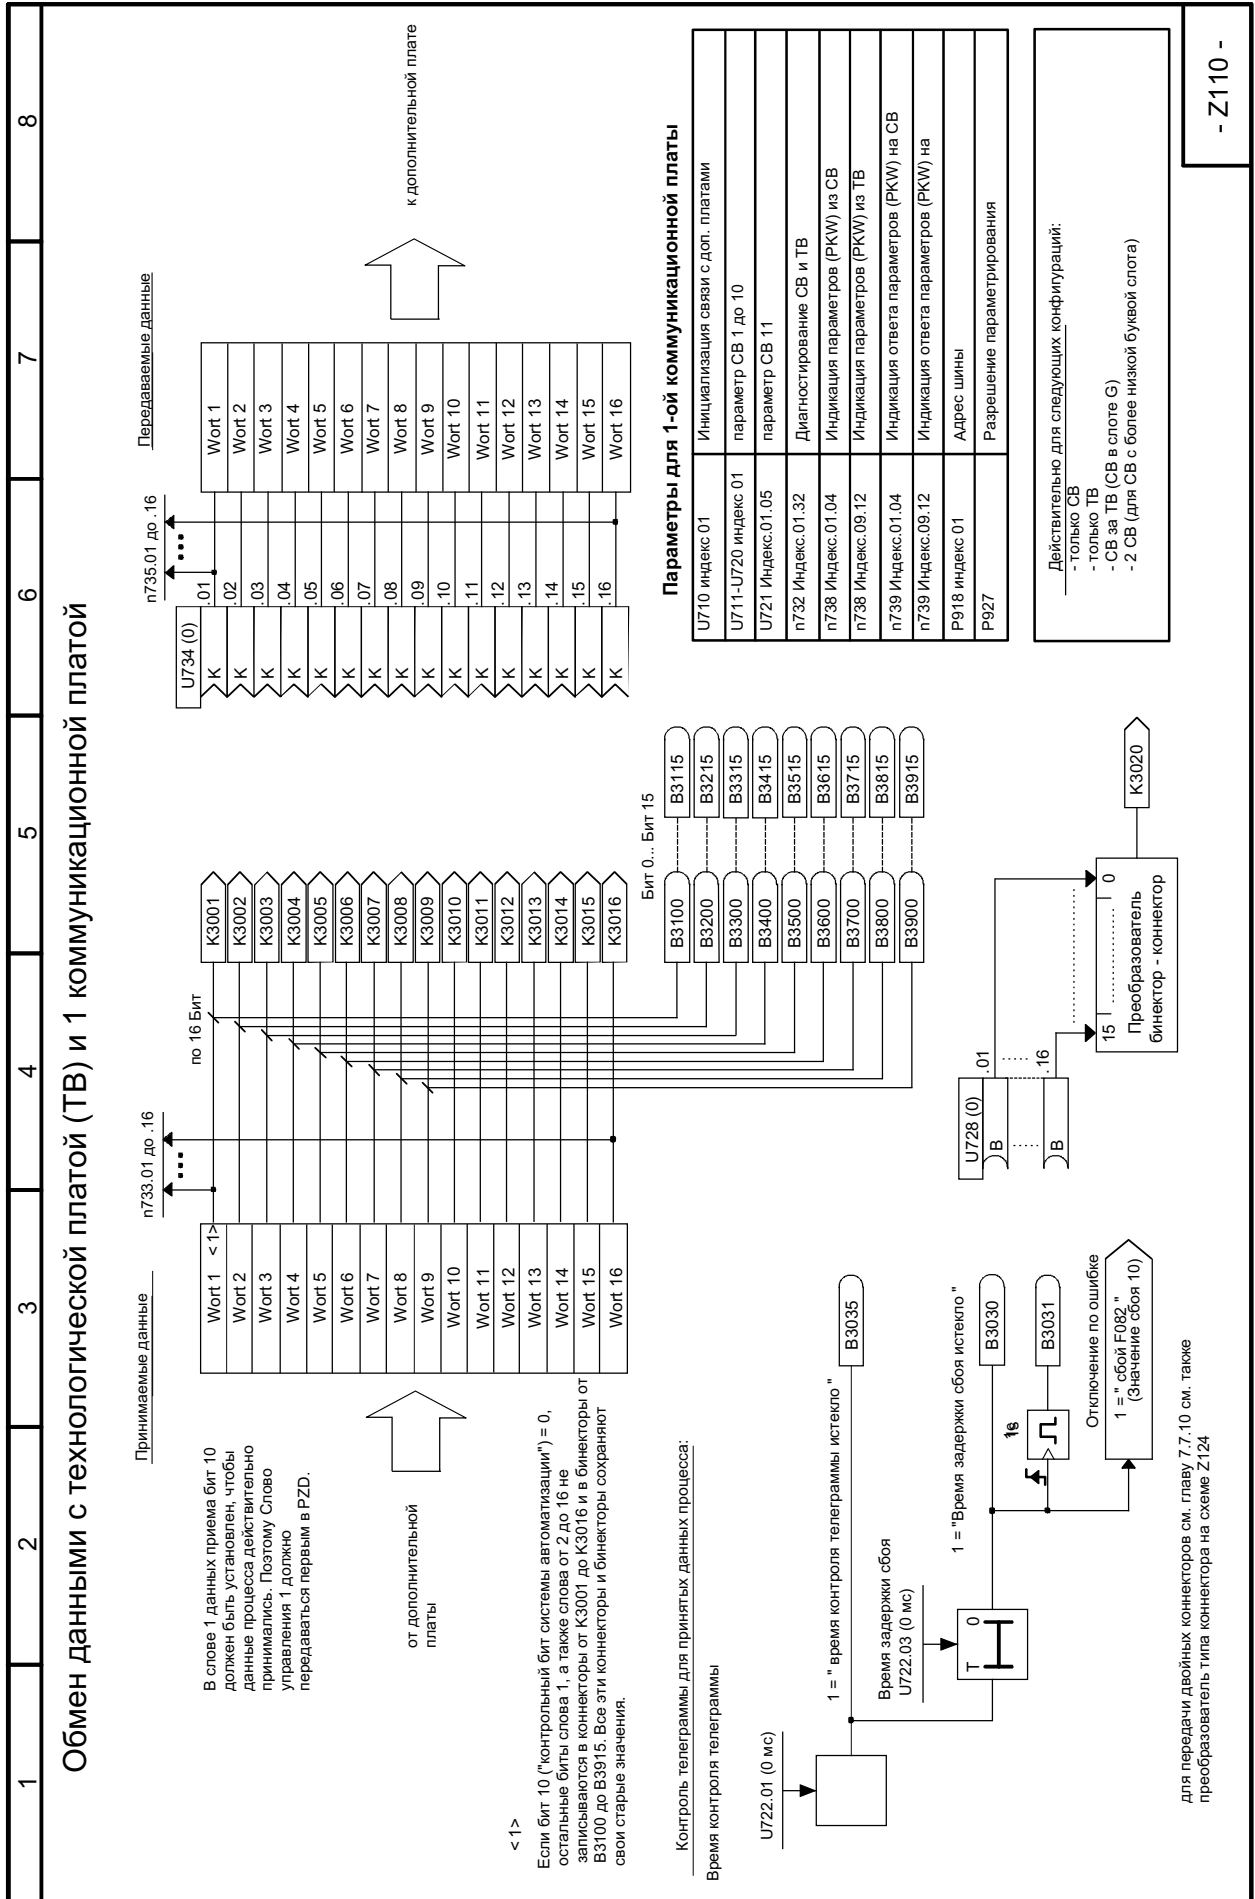 1 2 3 4 5 6 7 8
Обмен данными с технологической платой (ТВ) и 1 коммуникационной платой
Принимаемые данные
В слове 1 данных приема бит 10
должен быть установлен, чтобы
данные процесса действительно
принимались. Поэтому Слово
управления 1 должно
передаваться первым в PZD.
от дополнительной
платы
n733.01 до .16
Wort 1 <1>
Wort 2
Wort 3
Wort 4
Wort 5
Wort 6
Wort 7
Wort 8
Wort 9
Wort 10
Wort 11
Wort 12
Wort 13
Wort 14
Wort 15
Wort 16
по 16 Бит
K3001
K3002
K3003
K3004
K3005
K3006
K3007
K3008
K3009
K3010
K3011
K3012
K3013
K3014
K3015
K3016
Бит 0... Бит 15
B3100 B3115
B3200 B3215
B3300 B3315
B3400 B3415
B3500 B3515
B3600 B3615
B3700 B3715
B3800 B3815
B3900 B3915
Передаваемые данные
n735.01 до .16
U734 (0)
K .01 Wort 1
K .02 Wort 2
K .03 Wort 3
K .04 Wort 4
K .05 Wort 5
K .06 Wort 6
K .07 Wort 7
K .08 Wort 8
K .09 Wort 9
K .10 Wort 10
K .11 Wort 11
K .12 Wort 12
K .13 Wort 13
K .14 Wort 14
K .15 Wort 15
K .16 Wort 16
к дополнительной плате
<1>
Если бит 10 ("контрольный бит системы автоматизации") = 0,
остальные биты слова 1, а также слова от 2 до 16 не
записываются в коннекторы от K3001 до K3016 и в бинекторы от
B3100 до B3915. Все эти коннекторы и бинекторы сохраняют
свои старые значения.
Контроль телеграммы для принятых данных процесса:
Время контроля телеграммы
U722.01 (0 мс)
1 = " время контроля телеграммы истекло "
B3035
Время задержки сбоя
U722.03 (0 мс)
T 0
1 = "Время задержки сбоя истекло "
B3030
B3031
Отключение по ошибке
1 = " сбой F082 "
(Значение сбоя 10)
для передачи двойных коннекторов см. главу 7.7.10 см. также
преобразователь типа коннектора на схеме Z124
U728 (0)
B .01
B .16
15 0
Преобразователь
бинектор - коннектор
K3020
Параметры для 1-ой коммуникационной платы
U710 индекс 01 Инициализация связи с доп. платами
U711-U720 индекс 01 параметр CB 1 до 10
U721 Индекс.01.05 параметр CB 11
n732 Индекс.01.32 Диагностирование CB и TB
n738 Индекс.01.04 Индикация параметров (PKW) из CB
n738 Индекс.09.12 Индикация параметров (PKW) из TB
n739 Индекс.01.04 Индикация ответа параметров (PKW) на CB
n739 Индекс.09.12 Индикация ответа параметров (PKW) на
P918 индекс 01 Адрес шины
P927 Разрешение параметрирования
Действительно для следующих конфигураций:
- только CB
- только TB
- CB за TB (CB в слоте G)
- 2 CB (для CB с более низкой буквой слота)
- Z110 -